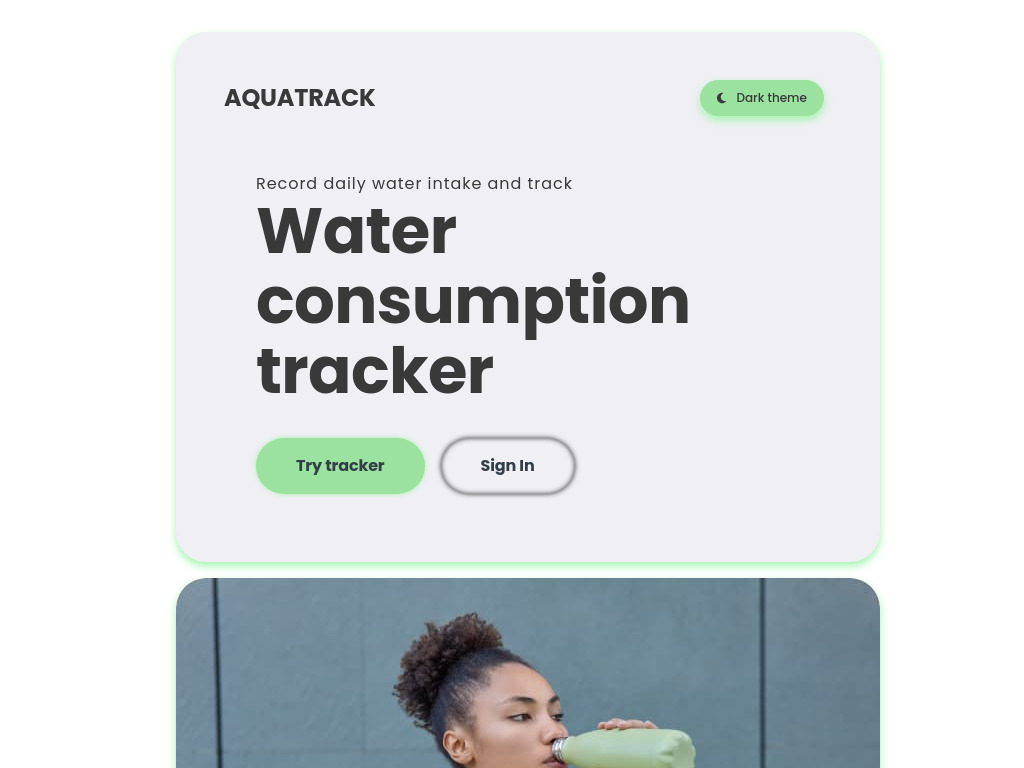 AQUATRACK
Dark theme
Record daily water intake and track
Water
consumption
tracker
Try tracker
Sign In